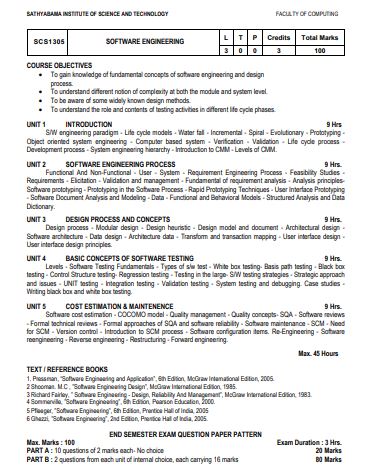 SATHYABAMA INSTITUTE OF SCIENCE AND TECHNOLOGY FACULTY OF COMPUTING
SCS1305 SOFTWARE ENGINEERING L T P Credits Total Marks
3 0 0 3 100
COURSE OBJECTIVES
• To gain knowledge of fundamental concepts of software engineering and design
process.
• To understand different notion of complexity at both the module and system level.
• To be aware of some widely known design methods.
• To understand the role and contents of testing activities in different life cycle phases.
UNIT 1 INTRODUCTION 9 Hrs
S/W engineering paradigm - Life cycle models - Water fall - Incremental - Spiral - Evolutionary - Prototyping -
Object oriented system engineering - Computer based system - Verification - Validation - Life cycle process -
Development process - System engineering hierarchy - Introduction to CMM - Levels of CMM.
UNIT 2 SOFTWARE ENGINEERING PROCESS 9 Hrs.
Functional And Non-Functional - User - System - Requirement Engineering Process - Feasibility Studies -
Requirements - Elicitation - Validation and management - Fundamental of requirement analysis - Analysis principles-
Software prototyping - Prototyping in the Software Process - Rapid Prototyping Techniques - User Interface Prototyping
- Software Document Analysis and Modeling - Data - Functional and Behavioral Models - Structured Analysis and Data
Dictionary.
UNIT 3 DESIGN PROCESS AND CONCEPTS 9 Hrs.
Design process - Modular design - Design heuristic - Design model and document - Architectural design -
Software architecture - Data design - Architecture data - Transform and transaction mapping - User interface design -
User interface design principles.
UNIT 4 BASIC CONCEPTS OF SOFTWARE TESTING 9 Hrs.
Levels - Software Testing Fundamentals - Types of s/w test - White box testing- Basis path testing - Black box
testing - Control Structure testing- Regression testing - Testing in the large- S/W testing strategies - Strategic approach
and issues - UNIT testing - Integration testing - Validation testing - System testing and debugging. Case studies -
Writing black box and white box testing.
UNIT 5 COST ESTIMATION & MAINTENENCE 9 Hrs.
Software cost estimation - COCOMO model - Quality management - Quality concepts- SQA - Software reviews
- Formal technical reviews - Formal approaches of SQA and software reliability - Software maintenance - SCM - Need
for SCM - Version control - Introduction to SCM process - Software configuration items. Re-Engineering - Software
reengineering - Reverse engineering - Restructuring - Forward engineering.
Max. 45 Hours
TEXT / REFERENCE BOOKS
1. Pressman, "Software Engineering and Application", 6th Edition, McGraw International Edition, 2005.
2 Shooman. M.C , "Software Engineering Design", McGraw International Edition, 1985.
3 Richard Fairley, " Software Engineering - Design, Reliability and Management", McGraw International Edition, 1983.
4 Sommerville, "Software Engineering", 6th Edition, Pearson Education, 2000.
5 Pfleeger, "Software Engineering", 6th Edition, Prentice Hall of India, 2005
6 Ghezzi, "Software Engineering", 2nd Edition, Prentice Hall of India, 2005.
END SEMESTER EXAM QUESTION PAPER PATTERN
Max. Marks : 100 Exam Duration : 3 Hrs.
PART A : 10 questions of 2 marks each- No choice 20 Marks
PART B : 2 questions from each unit of internal choice, each carrying 16 marks 80 Marks